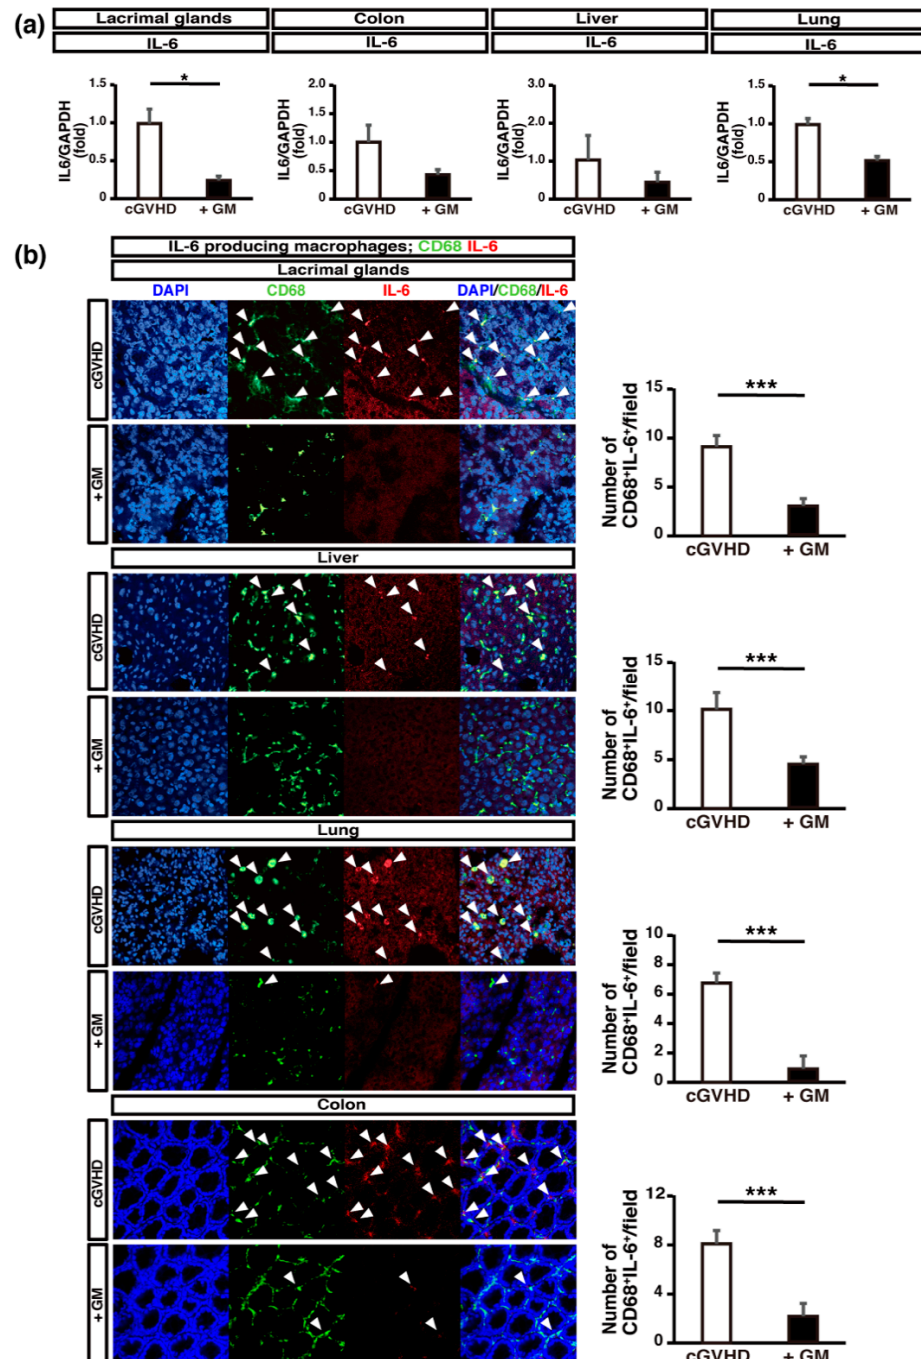 (a)
Lacrimal glands
IL-6
IL6/GAPDH
(fold)
1.5
1.0
0.5
0
*
cGVHD + GM
Colon
IL-6
IL6/GAPDH
(fold)
2.0
1.5
1.0
0.5
0
cGVHD + GM
Liver
IL-6
IL6/GAPDH
(fold)
3.0
2.0
1.0
0
cGVHD + GM
Lung
IL-6
IL6/GAPDH
(fold)
1.5
1.0
0.5
0
*
cGVHD + GM
(b)
IL-6 producing macrophages; CD68 IL-6
Lacrimal glands
DAPI CD68 IL-6 DAPI/CD68/IL-6
cGVHD
+ GM
Number of
CD68+IL-6+/field
15
10
5
0
***
cGVHD + GM
Liver
cGVHD
+ GM
Number of
CD68+IL-6+/field
15
10
5
0
***
cGVHD + GM
Lung
cGVHD
+ GM
Number of
CD68+IL-6+/field
10
8
6
4
2
0
***
cGVHD + GM
Colon
cGVHD
+ GM
Number of
CD68+IL-6+/field
12
8
4
0
***
cGVHD + GM